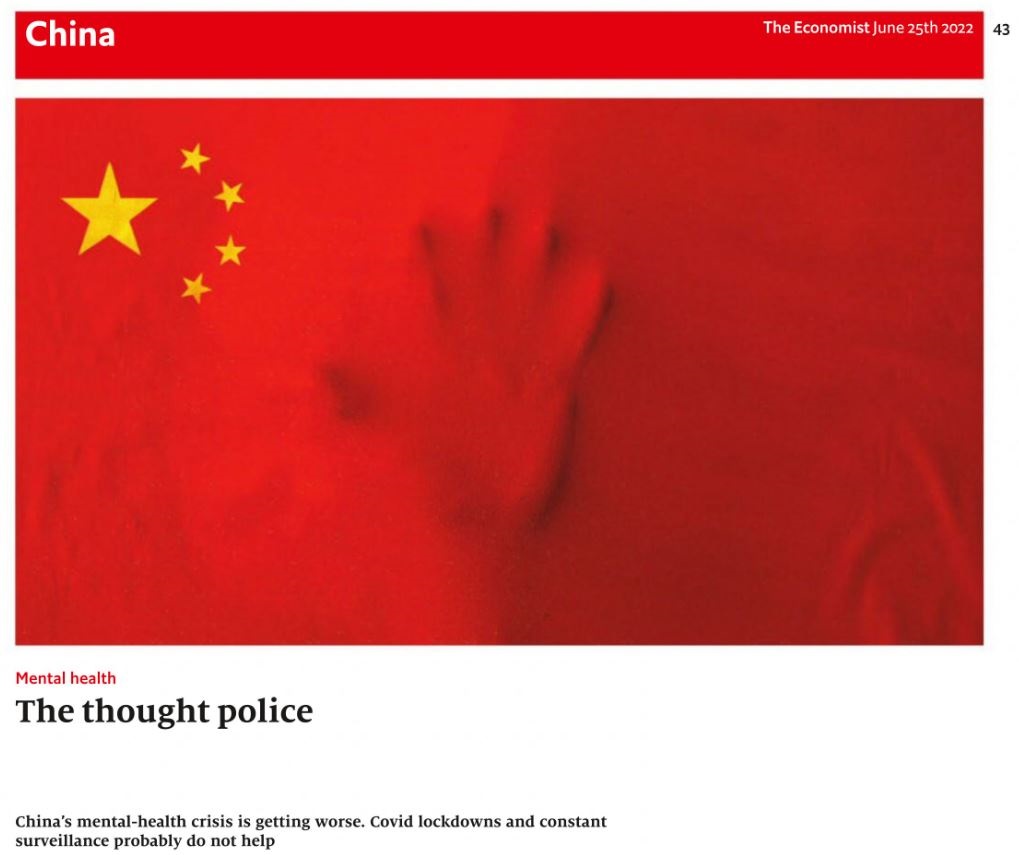 China
The Economist June 25th 2022
43
Mental health
The thought police
China's mental-health crisis is getting worse. Covid lockdowns and constant
surveillance probably do not help